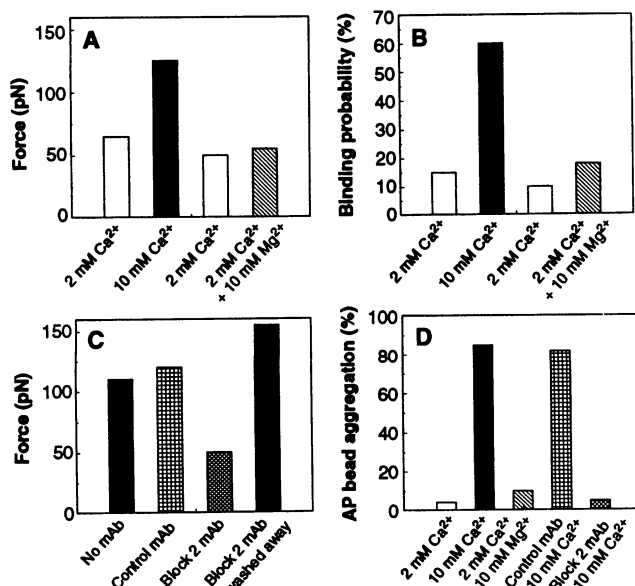 A
Force (pN)
150
100
50
0
2 mM Ca²⁺
10 mM Ca²⁺
2 mM Ca²⁺
2 mM Ca²⁺
+ 10 mM Mg²⁺
B
Binding probability (%)
70
60
50
40
30
20
10
0
2 mM Ca²⁺
10 mM Ca²⁺
2 mM Ca²⁺
2 mM Ca²⁺
+ 10 mM Mg²⁺
C
Force (pN)
150
100
50
0
No mAb
Control mAb
Block 2 mAb
Block 2 mAb
washed away
D
AP bead aggregation (%)
100
80
60
40
20
0
2 mM Ca²⁺
10 mM Ca²⁺
2 mM Ca²⁺
10 mM Mg²⁺
Control mAb
10 mM Ca²⁺
Block 2 mAb
10 mM Ca²⁺